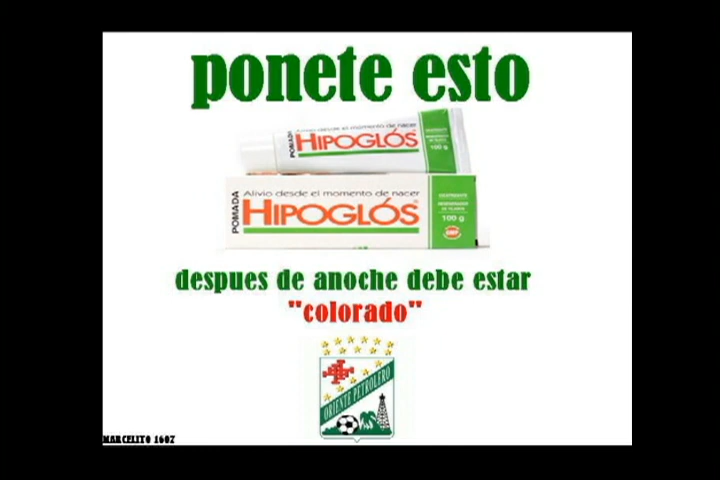 ponete esto
POMADA
Alivio desde el momento de nacer
HIPOGLÓS
100 g
POMADA
Alivio desde el momento de nacer
HIPOGLÓS
100 g
despues de anoche debe estar
"colorado"
ORIENTE PETROLERO
MARCELITO 1607